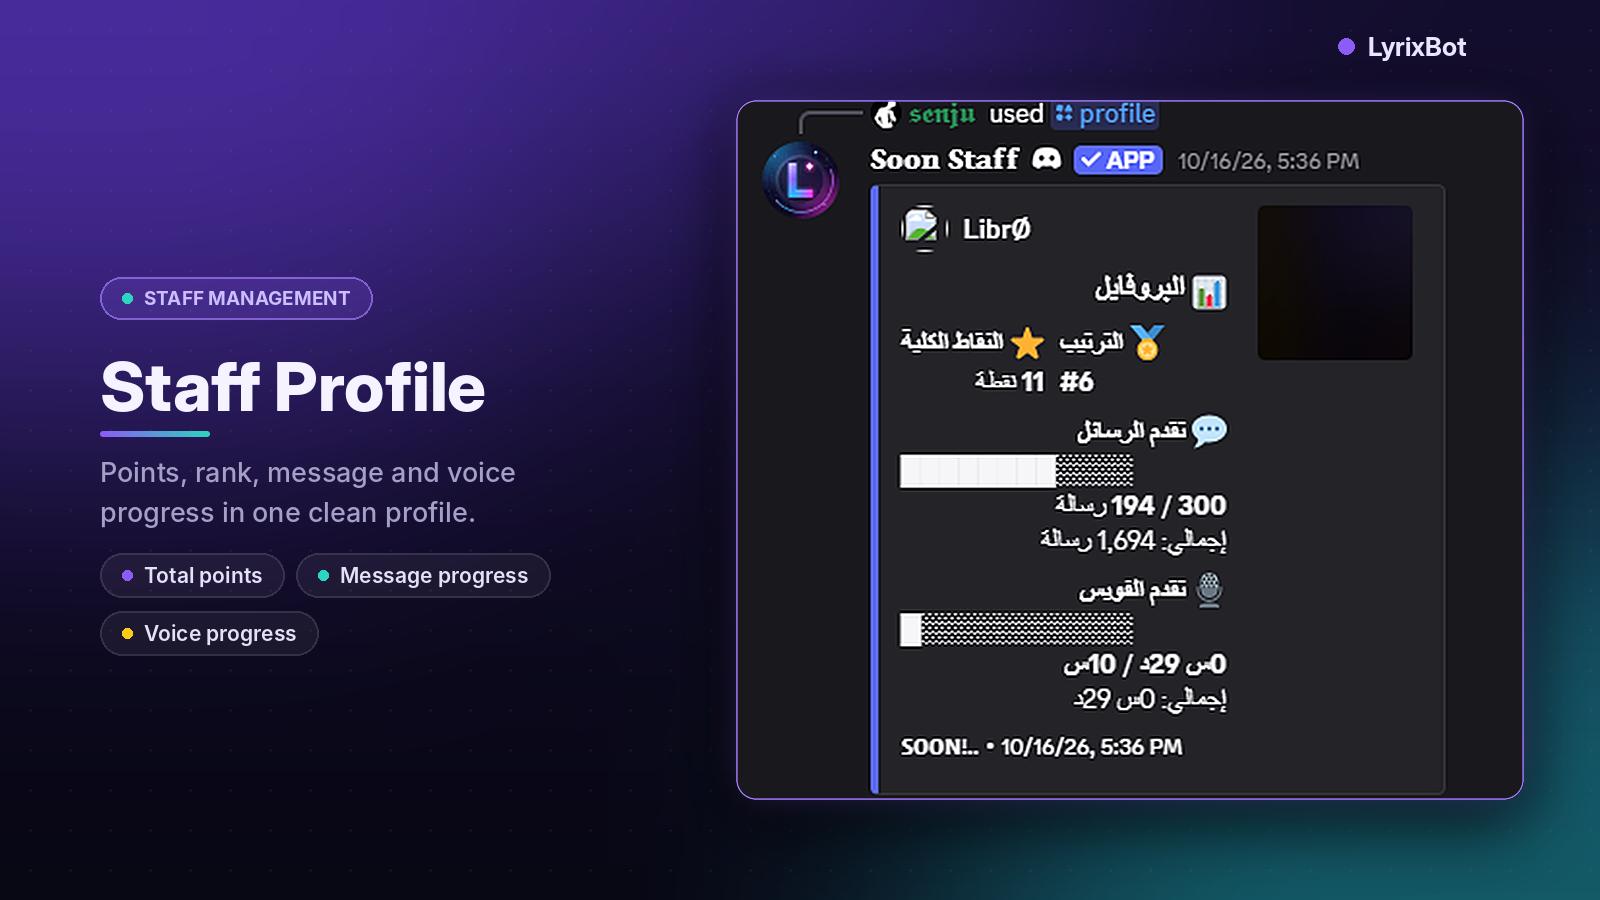 LyrixBot
STAFF MANAGEMENT
Staff Profile
Points, rank, message and voice
progress in one clean profile.
Total points
Message progress
Voice progress
senju used profile
Soon Staff APP 10/16/26, 5:36 PM
LibrØ
📊 البروفايل
🏅 الترتيب
#6
⭐ النقاط الكلية
11 نقطة
💬 تقدم الرسائل
194 / 300 رسالة
إجمالي: 1,694 رسالة
🎙️ تقدم الفويس
0س 29د / 10س
إجمالي: 0س 29د
SOON!.. • 10/16/26, 5:36 PM